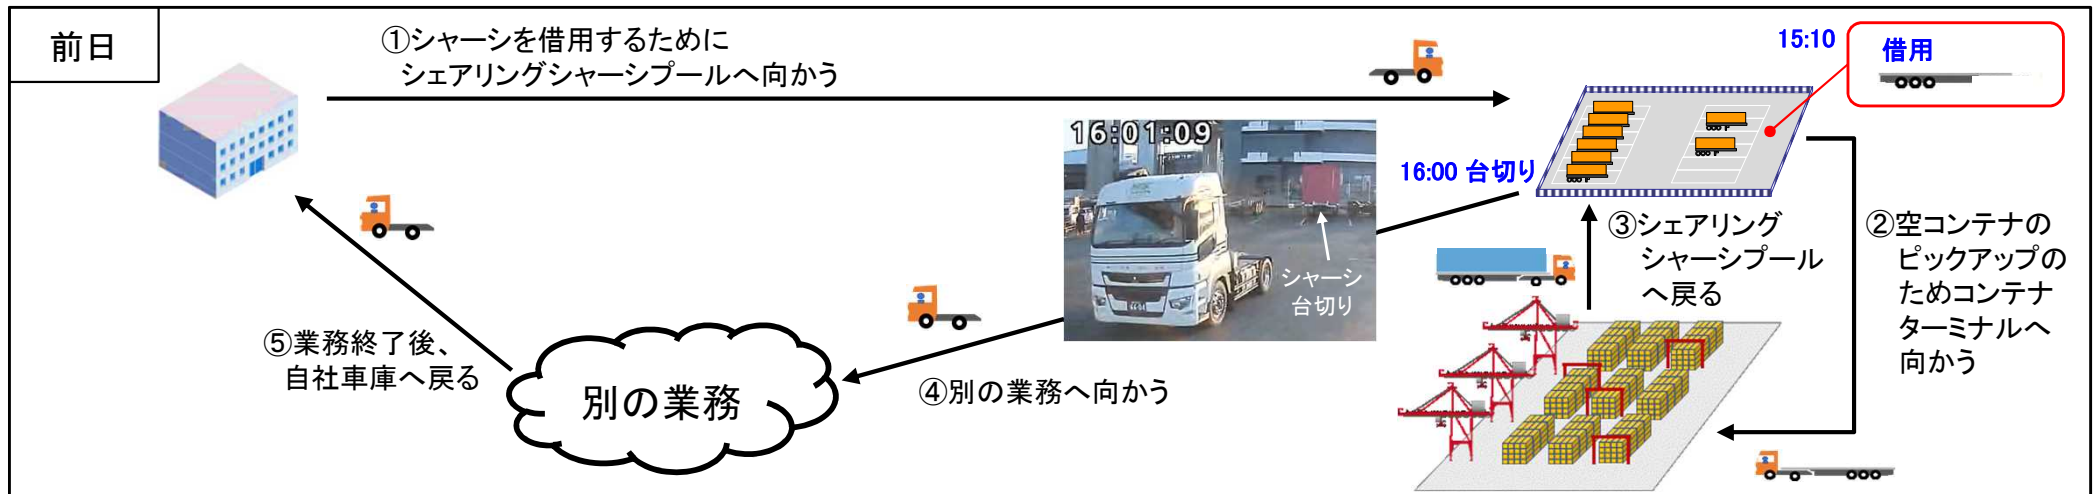 前日
①シャーシを借用するために
シェアリングシャーシプールへ向かう
15:10
借用
16:01:09
16:00 台切り
シャーシ
台切り
③シェアリング
シャーシプール
へ戻る
②空コンテナの
ピックアップの
ためコンテナ
ターミナルへ
向かう
⑤業務終了後、
自社車庫へ戻る
別の業務
④別の業務へ向かう